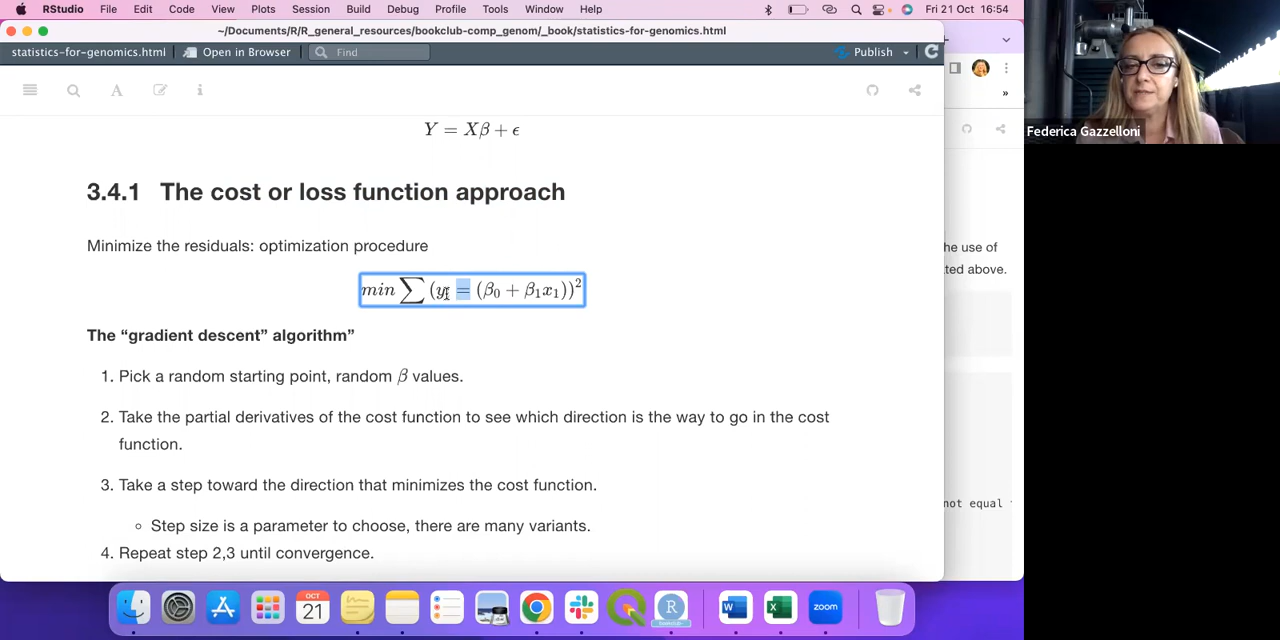 RStudio File Edit Code View Plots Session Build Debug Profile Tools Window Help Fri 21 Oct 16:54
~/Documents/R/R_general_resources/bookclub-comp_genom/_book/statistics-for-genomics.html
statistics-for-genomics.html Open in Browser Find Publish
»
A
Federica Gazzelloni
Y = Xβ + ϵ
3.4.1 The cost or loss function approach
Minimize the residuals: optimization procedure
he use of
ted above.
min ∑ (y = (β₀ + β₁x₁))²
The “gradient descent” algorithm”
1. Pick a random starting point, random β values.
2. Take the partial derivatives of the cost function to see which direction is the way to go in the cost
function.
3. Take a step toward the direction that minimizes the cost function.
not equal
◦ Step size is a parameter to choose, there are many variants.
4. Repeat step 2,3 until convergence.
OCT
21
W X zoom
R